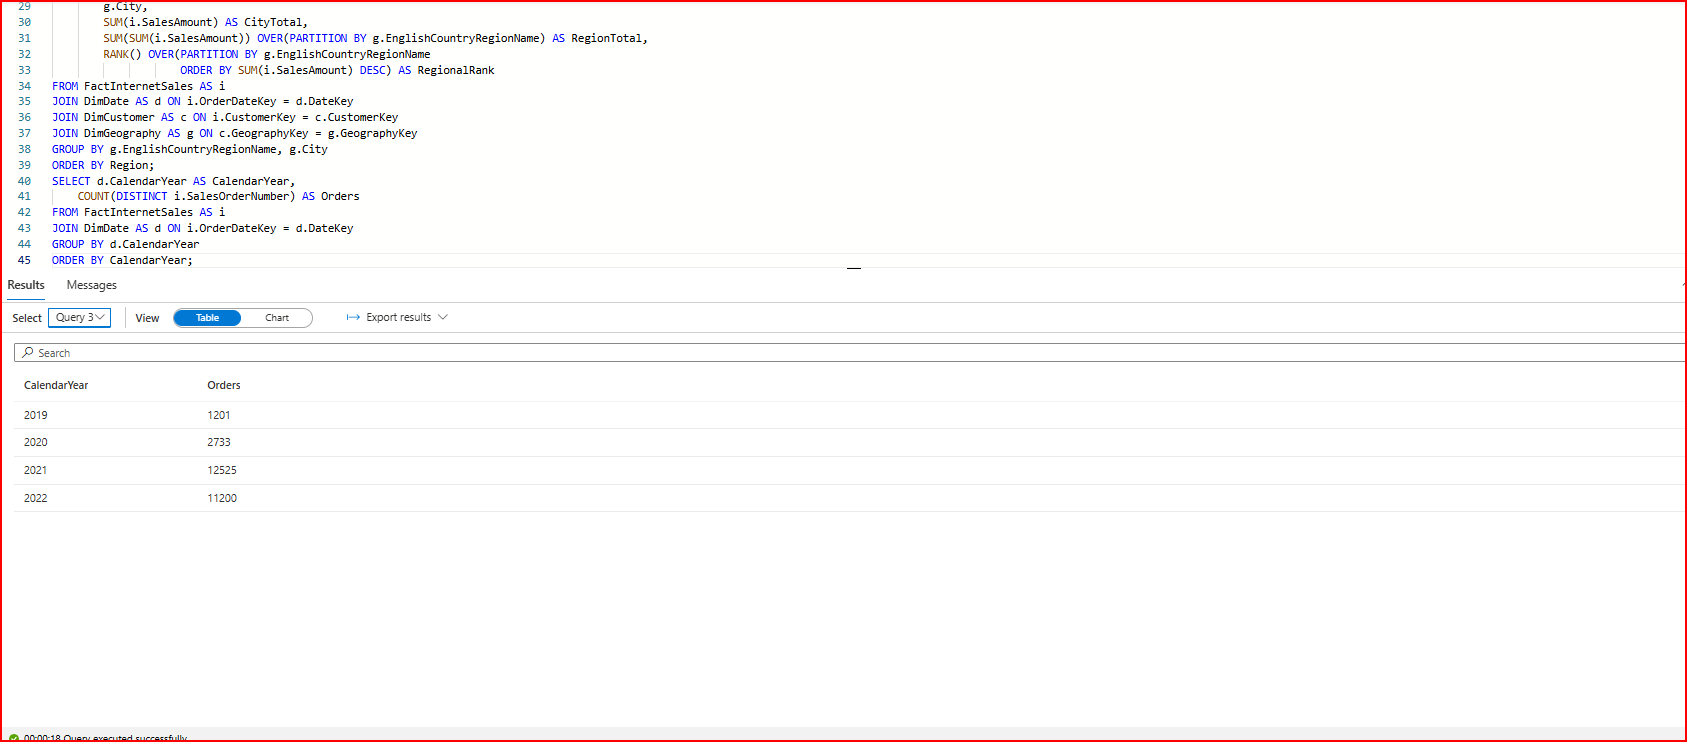 29 g.City,
30 SUM(i.SalesAmount) AS CityTotal,
31 SUM(SUM(i.SalesAmount)) OVER(PARTITION BY g.EnglishCountryRegionName) AS RegionTotal,
32 RANK() OVER(PARTITION BY g.EnglishCountryRegionName
33 ORDER BY SUM(i.SalesAmount) DESC) AS RegionalRank
34 FROM FactInternetSales AS i
35 JOIN DimDate AS d ON i.OrderDateKey = d.DateKey
36 JOIN DimCustomer AS c ON i.CustomerKey = c.CustomerKey
37 JOIN DimGeography AS g ON c.GeographyKey = g.GeographyKey
38 GROUP BY g.EnglishCountryRegionName, g.City
39 ORDER BY Region;
40 SELECT d.CalendarYear AS CalendarYear,
41 COUNT(DISTINCT i.SalesOrderNumber) AS Orders
42 FROM FactInternetSales AS i
43 JOIN DimDate AS d ON i.OrderDateKey = d.DateKey
44 GROUP BY d.CalendarYear
45 ORDER BY CalendarYear;
Results Messages
Select Query 3 View Table Chart Export results
Search
CalendarYear Orders
2019 1201
2020 2733
2021 12525
2022 11200
00:00:18 Query executed successfully.